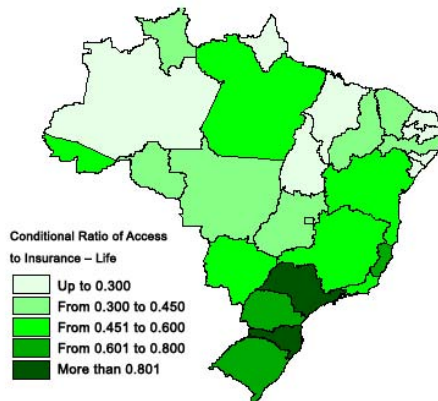 Conditional Ratio of Access
to Insurance – Life
Up to 0.300
From 0.300 to 0.450
From 0.451 to 0.600
From 0.601 to 0.800
More than 0.801